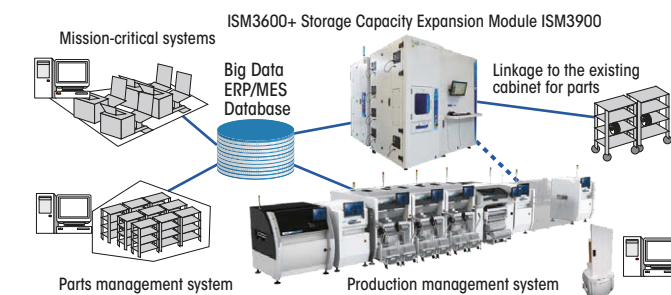 ISM3600+ Storage Capacity Expansion Module ISM3900
Mission-critical systems
Big Data
ERP/MES
Database
Linkage to the existing
cabinet for parts
Parts management system
Production management system